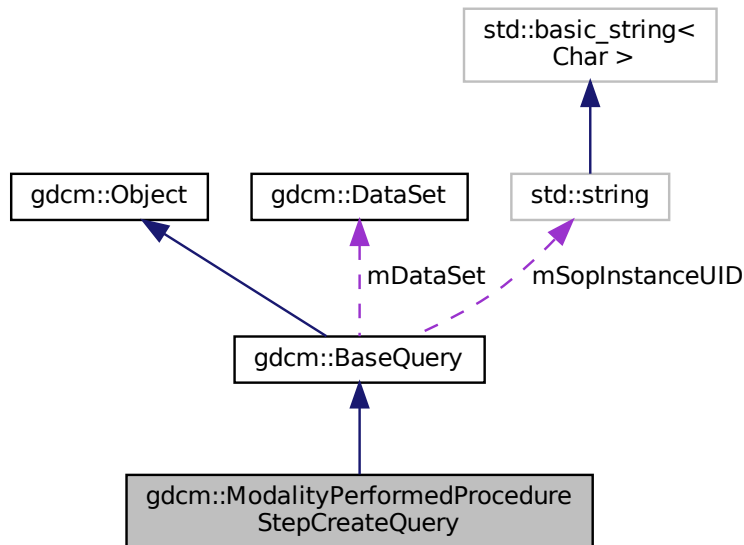 std::basic_string<
Char >
gdcm::Object
gdcm::DataSet
std::string
mDataSet
mSopInstanceUID
gdcm::BaseQuery
gdcm::ModalityPerformedProcedure
StepCreateQuery